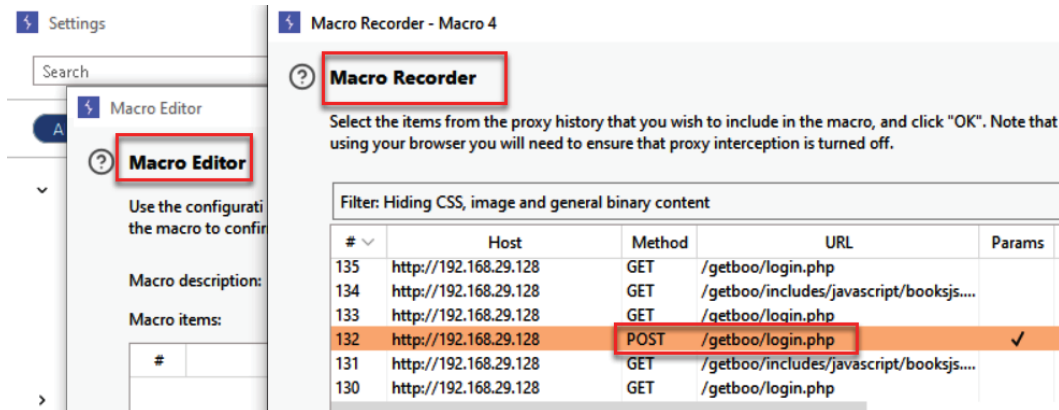 Settings
Search
A
Macro Editor
Macro Editor
Use the configurati
the macro to confir
Macro description:
Macro items:
#
Macro Recorder - Macro 4
Macro Recorder
Select the items from the proxy history that you wish to include in the macro, and click "OK". Note that
using your browser you will need to ensure that proxy interception is turned off.
Filter: Hiding CSS, image and general binary content
# Host Method URL Params
135 http://192.168.29.128 GET /getboo/login.php
134 http://192.168.29.128 GET /getboo/includes/javascript/booksjs....
133 http://192.168.29.128 GET /getboo/login.php
132 http://192.168.29.128 POST /getboo/login.php ✓
131 http://192.168.29.128 GET /getboo/includes/javascript/booksjs....
130 http://192.168.29.128 GET /getboo/login.php